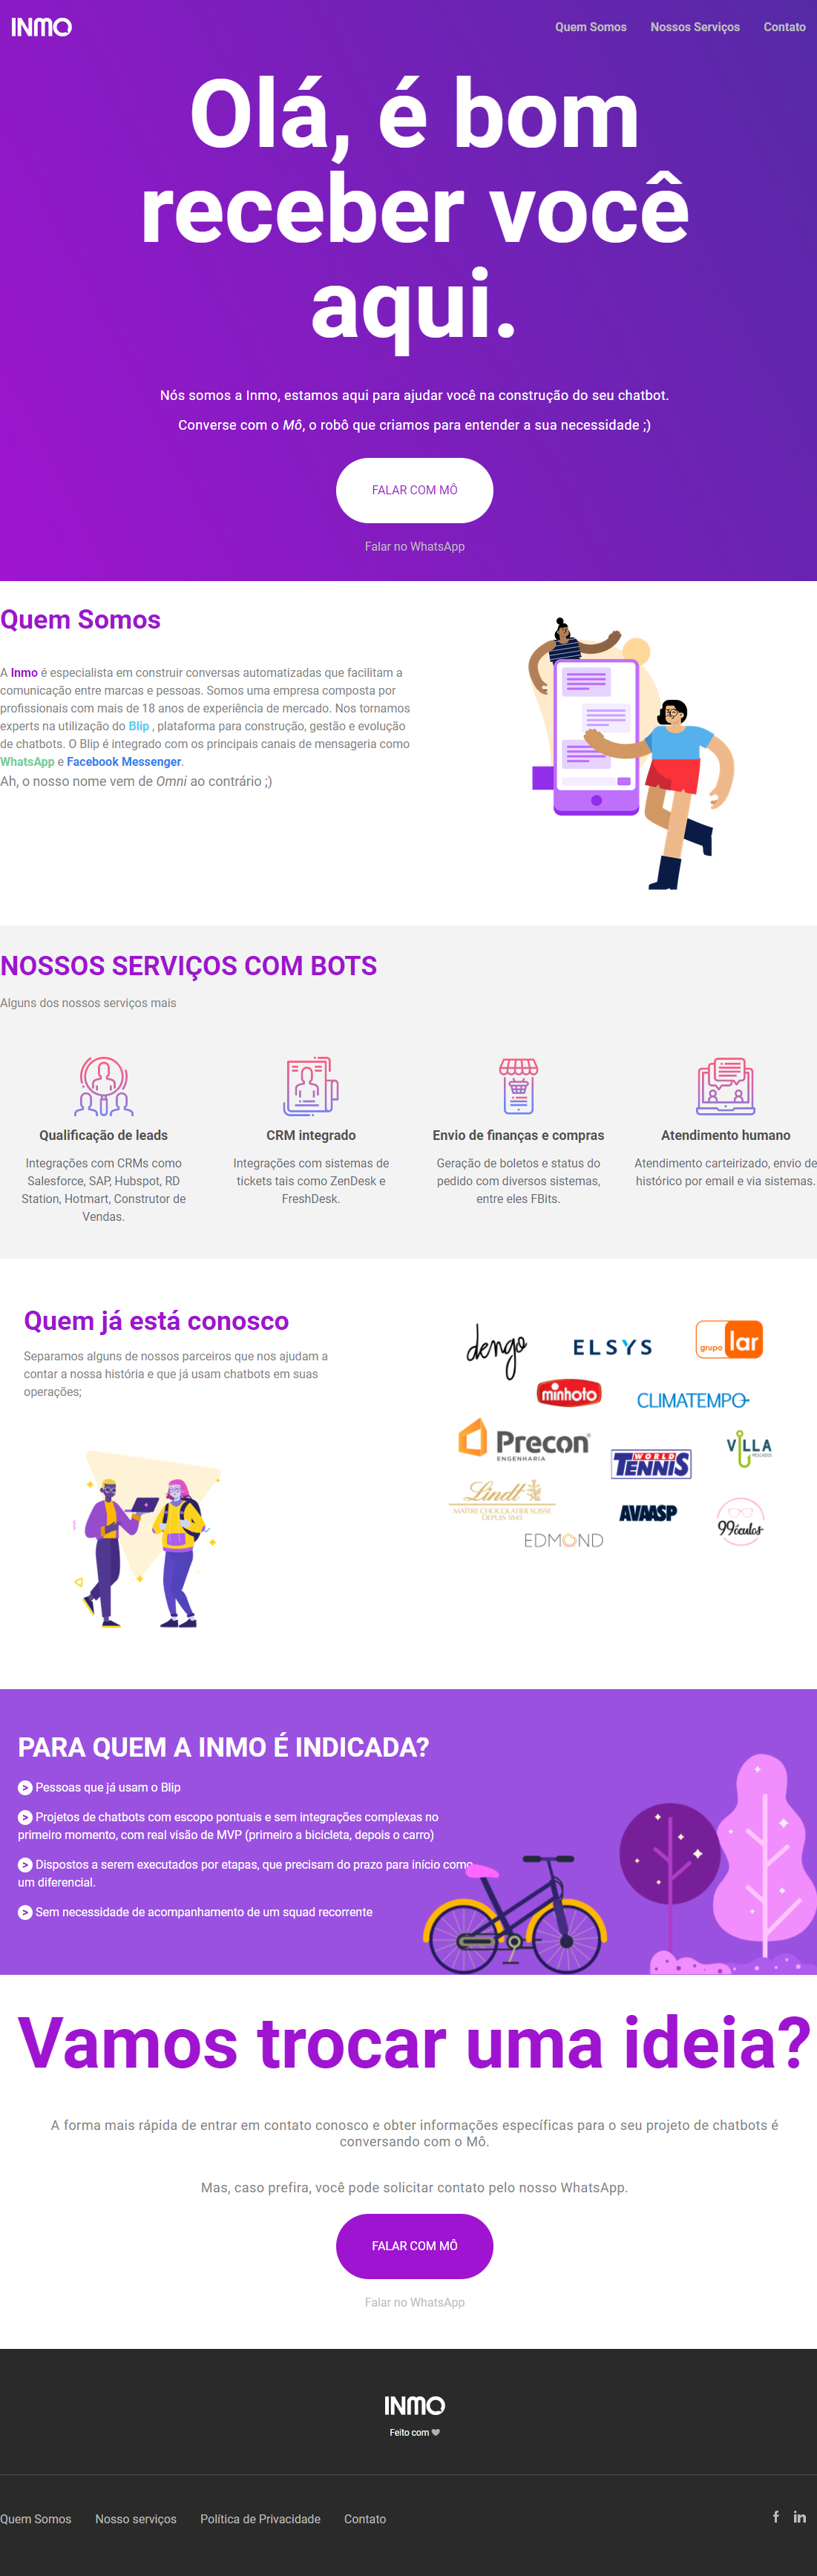 INMO
Quem Somos Nossos Serviços Contato
Olá, é bom
receber você
aqui.
Nós somos a Inmo, estamos aqui para ajudar você na construção do seu chatbot.
Converse com o Mô, o robô que criamos para entender a sua necessidade ;)
FALAR COM MÔ
Falar no WhatsApp
Quem Somos
A Inmo é especialista em construir conversas automatizadas que facilitam a
comunicação entre marcas e pessoas. Somos uma empresa composta por
profissionais com mais de 18 anos de experiência de mercado. Nos tornamos
experts na utilização do Blip , plataforma para construção, gestão e evolução
de chatbots. O Blip é integrado com os principais canais de mensageria como
WhatsApp e Facebook Messenger.
Ah, o nosso nome vem de Omni ao contrário ;)
NOSSOS SERVIÇOS COM BOTS
Alguns dos nossos serviços mais
Qualificação de leads
Integrações com CRMs como
Salesforce, SAP, Hubspot, RD
Station, Hotmart, Construtor de
Vendas.
CRM integrado
Integrações com sistemas de
tickets tais como ZenDesk e
FreshDesk.
Envio de finanças e compras
Geração de boletos e status do
pedido com diversos sistemas,
entre eles FBits.
Atendimento humano
Atendimento carteirizado, envio de
histórico por email e via sistemas.
Quem já está conosco
Separamos alguns de nossos parceiros que nos ajudam a
contar a nossa história e que já usam chatbots em suas
operações;
dengo
ELSYS
grupo lar
minhoto
CLIMATEMPO
Precon
ENGENHARIA
WORLD
TENNIS
VILLA
Lindt
MAÎTRE CHOCOLATIER SUISSE
DEPUIS 1845
AVAASP
99óculos
EDMOND
PARA QUEM A INMO É INDICADA?
> Pessoas que já usam o Blip
> Projetos de chatbots com escopo pontuais e sem integrações complexas no
primeiro momento, com real visão de MVP (primeiro a bicicleta, depois o carro)
> Dispostos a serem executados por etapas, que precisam do prazo para início como
um diferencial.
> Sem necessidade de acompanhamento de um squad recorrente
Vamos trocar uma ideia?
A forma mais rápida de entrar em contato conosco e obter informações específicas para o seu projeto de chatbots é
conversando com o Mô.
Mas, caso prefira, você pode solicitar contato pelo nosso WhatsApp.
FALAR COM MÔ
Falar no WhatsApp
INMO
Feito com ❤
Quem Somos Nosso serviços Política de Privacidade Contato
f in